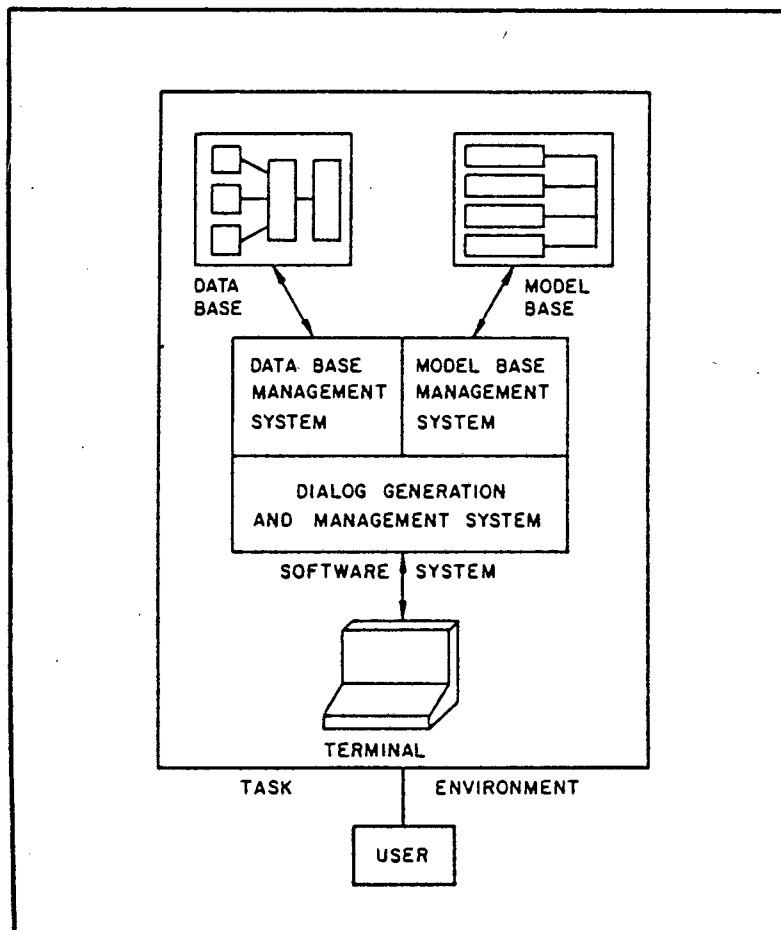 DATA
BASE
MODEL
BASE
DATA BASE
MANAGEMENT
SYSTEM
MODEL BASE
MANAGEMENT
SYSTEM
DIALOG GENERATION
AND MANAGEMENT SYSTEM
SOFTWARE SYSTEM
TERMINAL
TASK ENVIRONMENT
USER